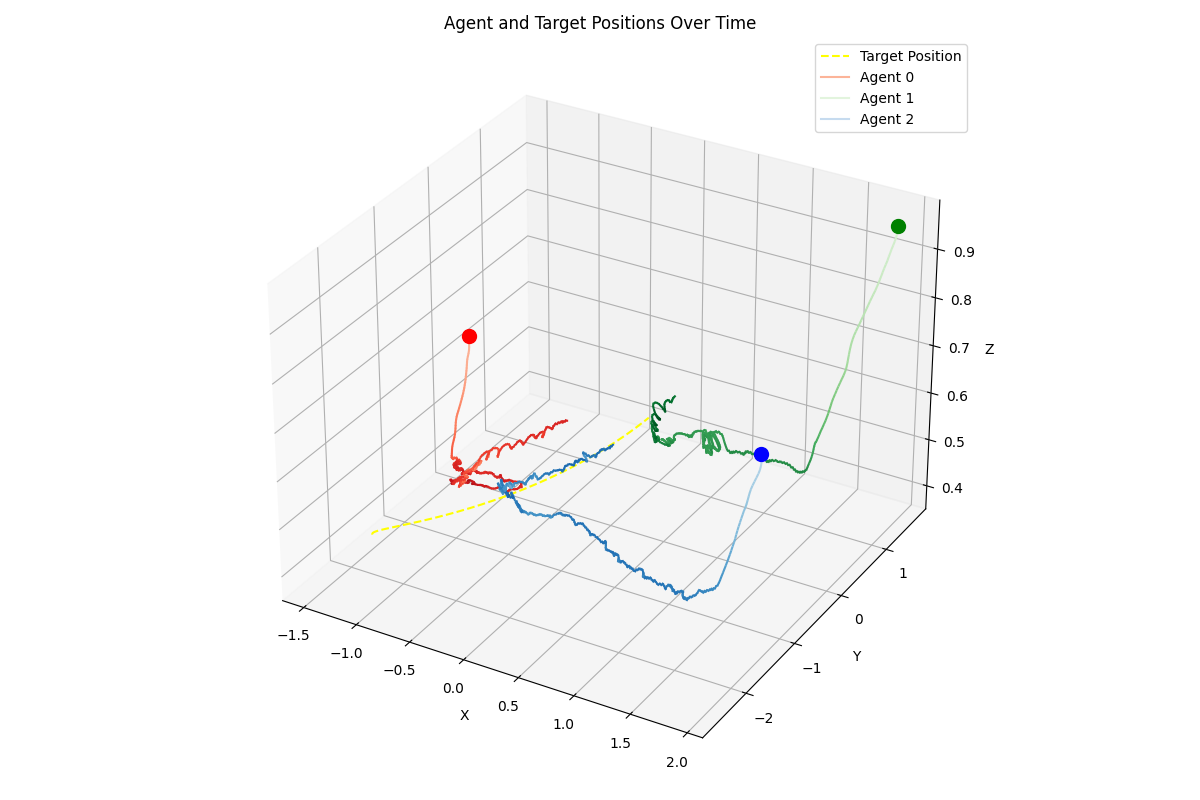 Agent and Target Positions Over Time
Target Position
Agent 0
Agent 1
Agent 2
0.9
0.8
0.7
Z
0.6
0.5
0.4
1
0
Y
−1
−2
−1.5
−1.0
−0.5
0.0
X
0.5
1.0
1.5
2.0